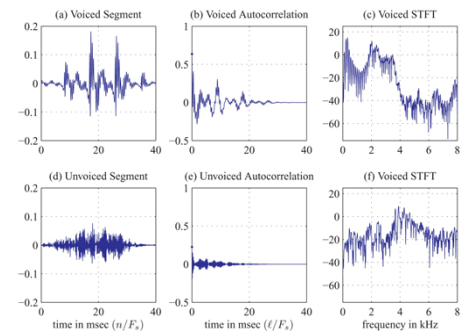 (a) Voiced Segment
(b) Voiced Autocorrelation
(c) Voiced STFT
0.2
0.1
0
−0.1
−0.2
0 20 40
1
0.5
0
−0.5
0 20 40
20
0
−20
−40
−60
0 2 4 6 8
(d) Unvoiced Segment
(e) Unvoiced Autocorrelation
(f) Voiced STFT
0.2
0.1
0
−0.1
−0.2
0 20 40
time in msec (n/Fs)
1
0.5
0
−0.5
0 20 40
time in msec (ℓ/Fs)
20
0
−20
−40
−60
0 2 4 6 8
frequency in kHz